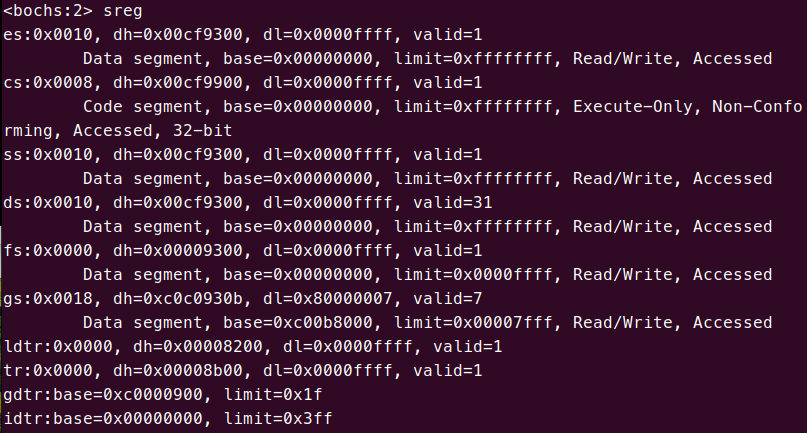 <bochs:2> sreg
es:0x0010, dh=0x00cf9300, dl=0x0000ffff, valid=1
        Data segment, base=0x00000000, limit=0xffffffff, Read/Write, Accessed
cs:0x0008, dh=0x00cf9900, dl=0x0000ffff, valid=1
        Code segment, base=0x00000000, limit=0xffffffff, Execute-Only, Non-Confo
rming, Accessed, 32-bit
ss:0x0010, dh=0x00cf9300, dl=0x0000ffff, valid=1
        Data segment, base=0x00000000, limit=0xffffffff, Read/Write, Accessed
ds:0x0010, dh=0x00cf9300, dl=0x0000ffff, valid=31
        Data segment, base=0x00000000, limit=0xffffffff, Read/Write, Accessed
fs:0x0000, dh=0x00009300, dl=0x0000ffff, valid=1
        Data segment, base=0x00000000, limit=0x0000ffff, Read/Write, Accessed
gs:0x0018, dh=0xc0c0930b, dl=0x80000007, valid=7
        Data segment, base=0xc00b8000, limit=0x00007fff, Read/Write, Accessed
ldtr:0x0000, dh=0x00008200, dl=0x0000ffff, valid=1
tr:0x0000, dh=0x00008b00, dl=0x0000ffff, valid=1
gdtr:base=0xc0000900, limit=0x1f
idtr:base=0x00000000, limit=0x3ff